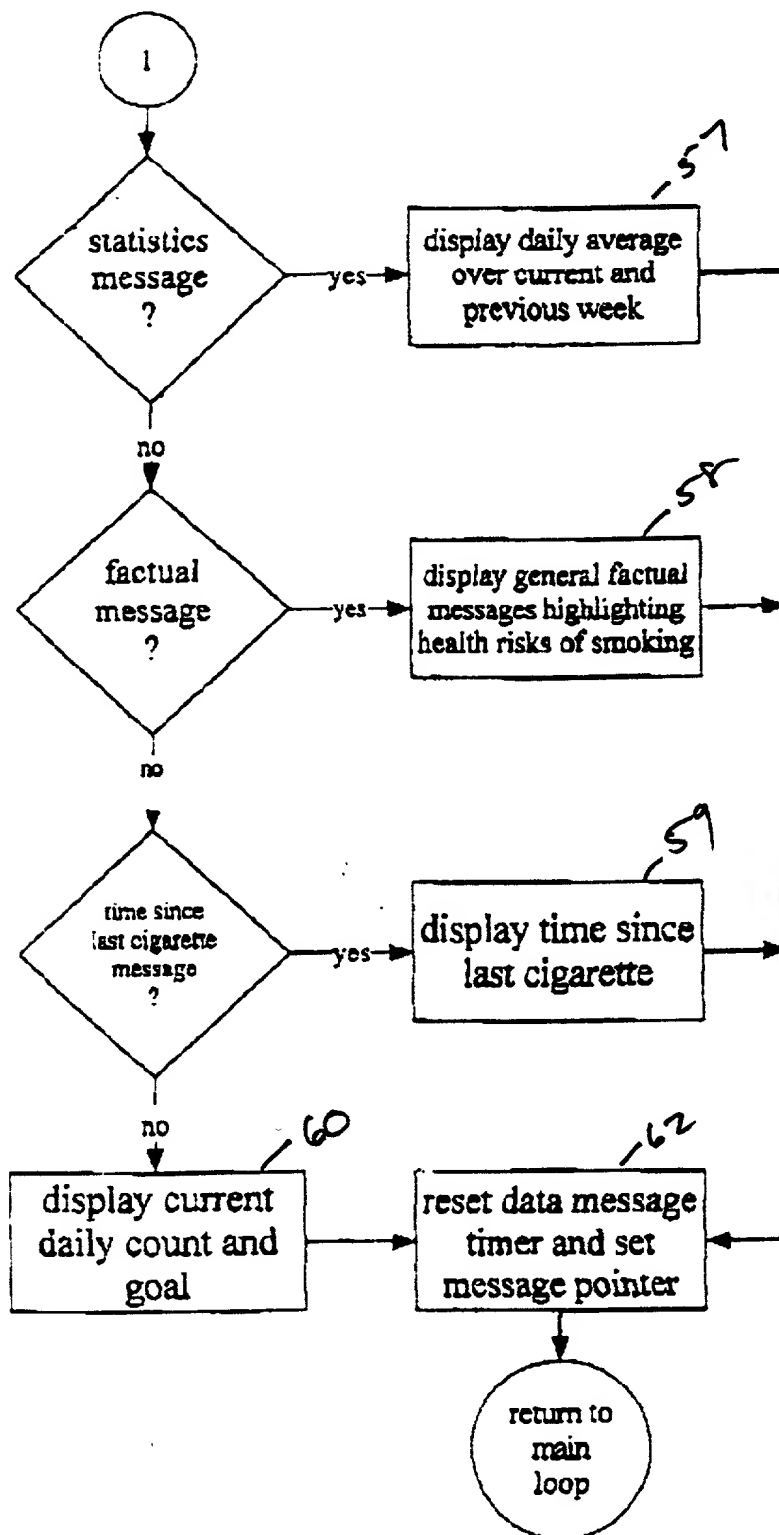 1
statistics
message
?
yes
57
display daily average
over current and
previous week
no
factual
message
?
yes
58
display general factual
messages highlighting
health risks of smoking
no
time since
last cigarette
message
?
yes
59
display time since
last cigarette
no
60
display current
daily count and
goal
62
reset data message
timer and set
message pointer
return to
main
loop